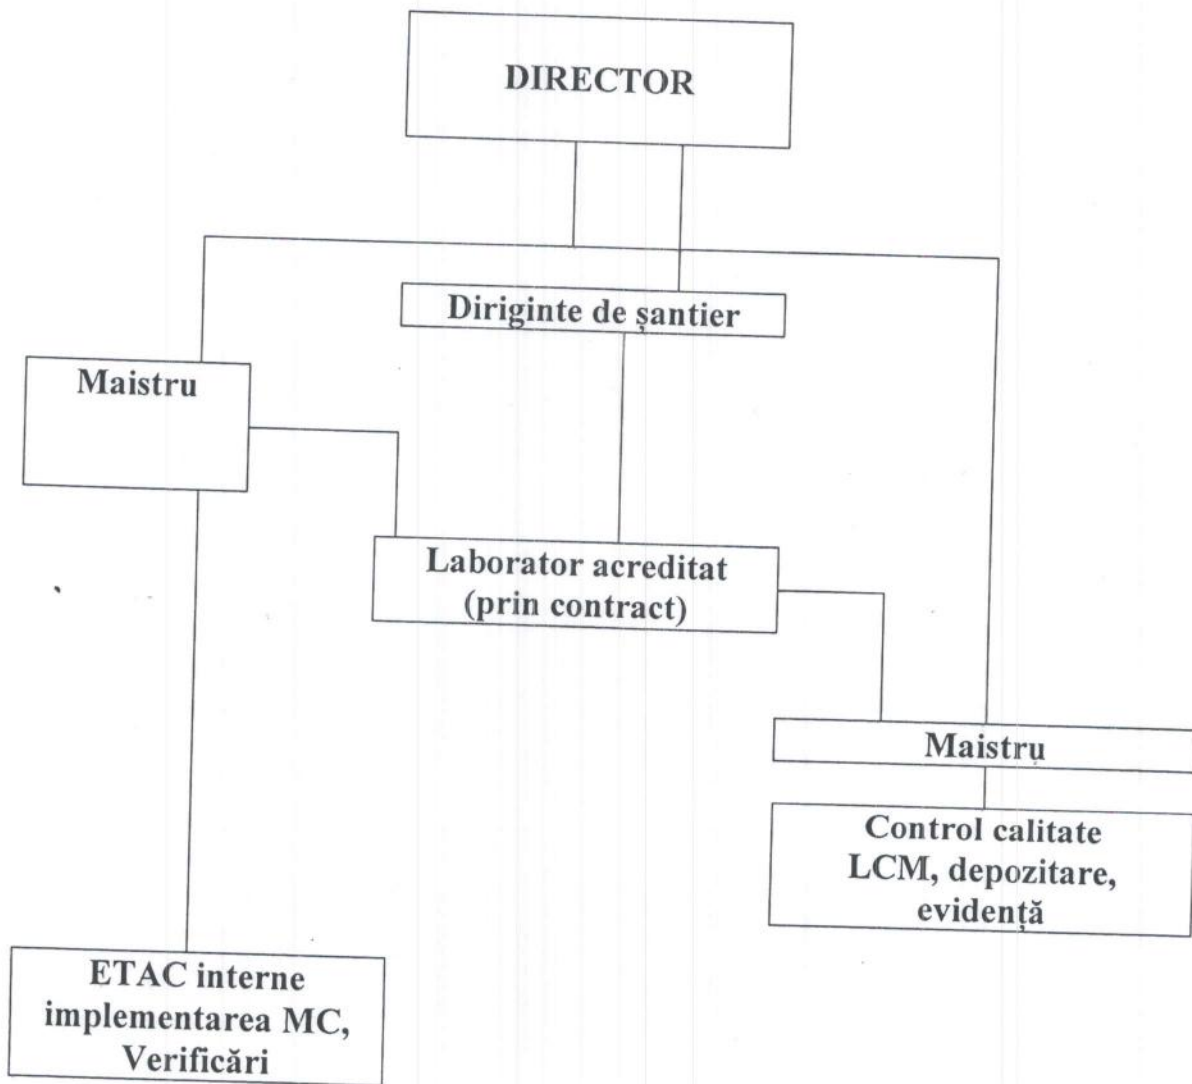 DIRECTOR
Diriginte de șantier
Maistru
Laborator acreditat
(prin contract)
Maistru
Control calitate
LCM, depozitare,
evidență
ETAC interne
implementarea MC,
Verificări